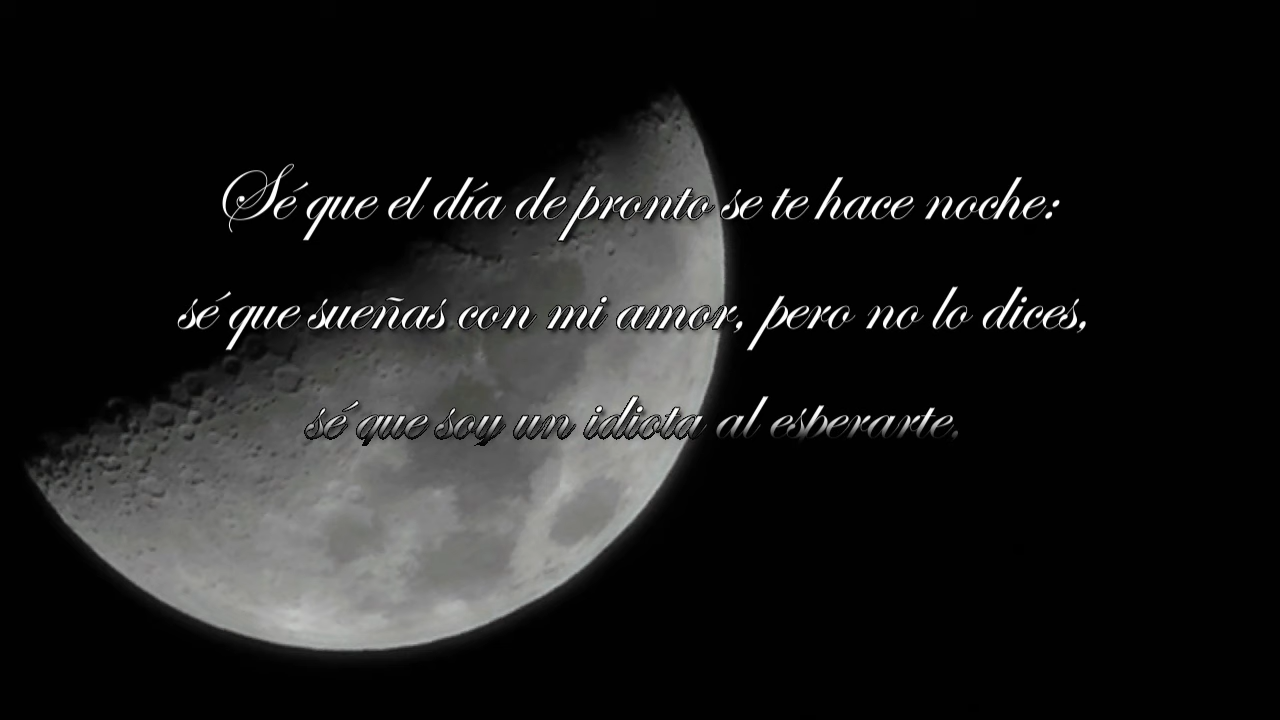 Sé que el día de pronto se te hace noche:
sé que sueñas con mi amor, pero no lo dices,
sé que soy un idiota al esperarte.